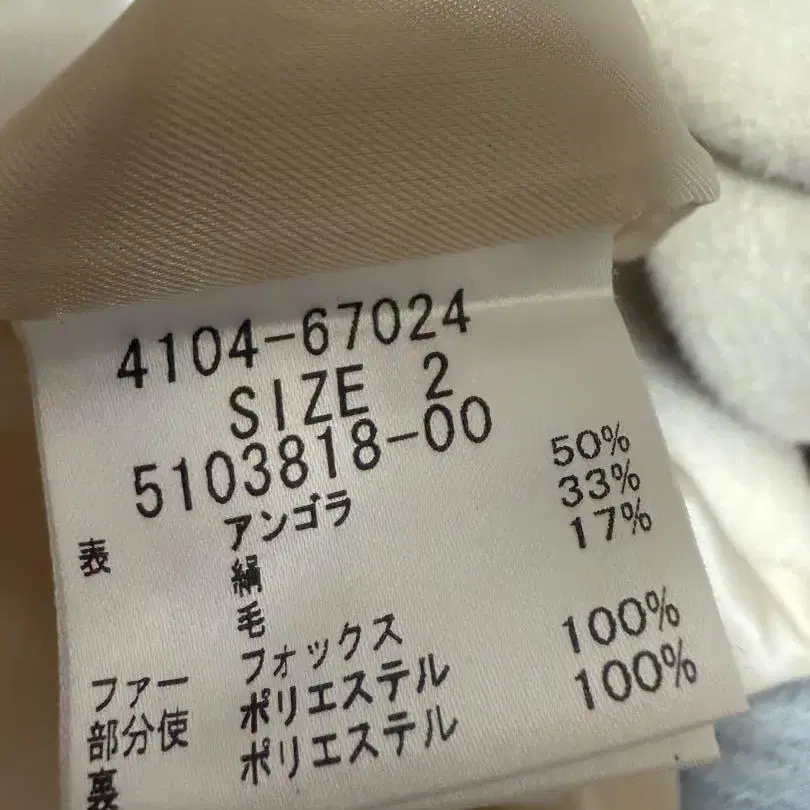 4104-67024
SIZE 2
5103818-00
表 アンゴラ 50%
絹 33%
毛 17%
ファー フォックス
部分使 ポリエステル 100%
裏 ポリエステル 100%